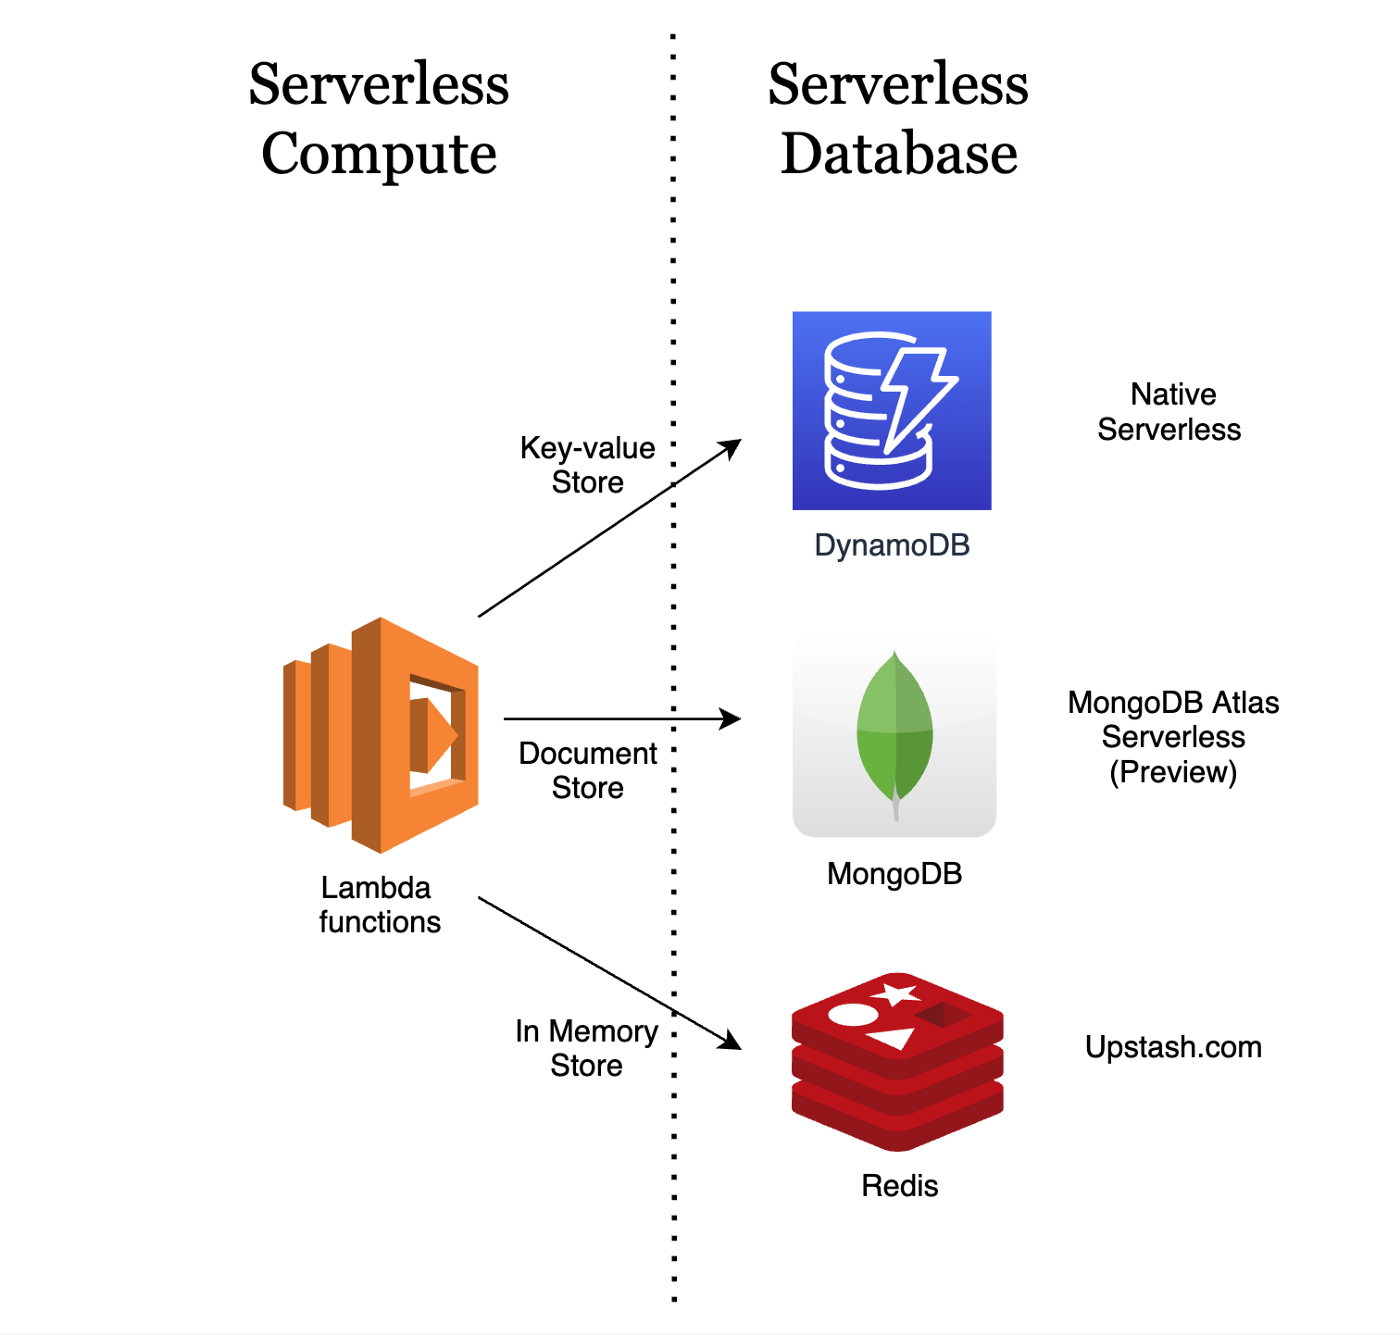 Serverless
Compute
Serverless
Database
Key-value
Store
DynamoDB
Native
Serverless
Document
Store
MongoDB
MongoDB Atlas
Serverless
(Preview)
Lambda
functions
In Memory
Store
Redis
Upstash.com